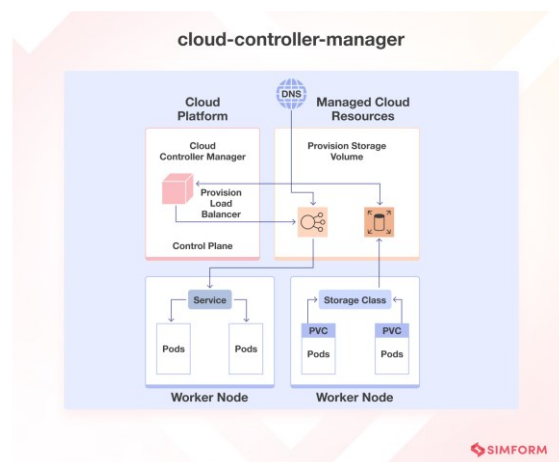 cloud-controller-manager
DNS
Cloud
Platform
Managed Cloud
Resources
Cloud
Controller Manager
Provision Storage
Volume
Provision
Load
Balancer
Control Plane
Service
Pods
Pods
Storage Class
PVC
PVC
Pods
Pods
Worker Node
Worker Node
SIMFORM